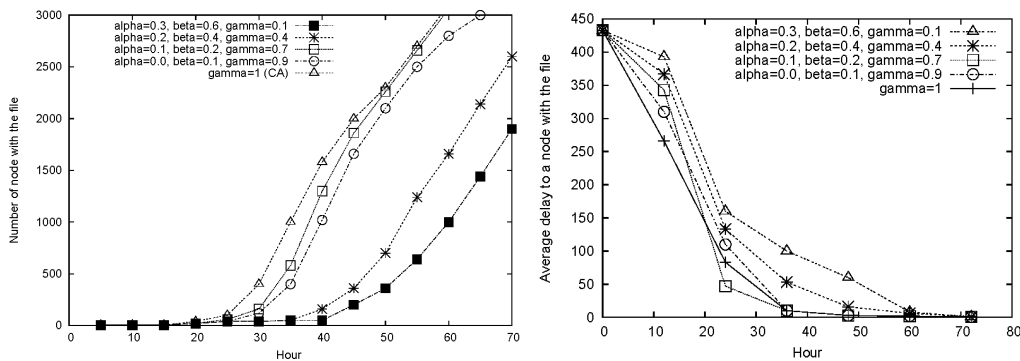 3000
2500
2000
1500
1000
500
0
Number of node with the file
alpha=0.3, beta=0.6, gamma=0.1
alpha=0.2, beta=0.4, gamma=0.4
alpha=0.1, beta=0.2, gamma=0.7
alpha=0.0, beta=0.1, gamma=0.9
gamma=1 (CA)
0 10 20 30 40 50 60 70
Hour
450
400
350
300
250
200
150
100
50
0
Average delay to a node with the file
alpha=0.3, beta=0.6, gamma=0.1
alpha=0.2, beta=0.4, gamma=0.4
alpha=0.1, beta=0.2, gamma=0.7
alpha=0.0, beta=0.1, gamma=0.9
gamma=1
0 10 20 30 40 50 60 70 80
Hour